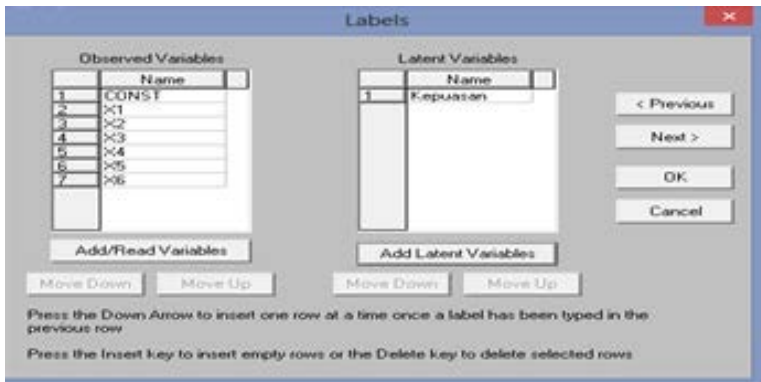 Labels
Observed Variables
Name
1 CONST
2 X1
3 X2
4 X3
5 X4
6 X5
7 X6
Add/Read Variables
Move Down Move Up
Latent Variables
Name
1 Kepuasan
Add Latent Variables
Move Down Move Up
< Previous
Next >
OK
Cancel
Press the Down Arrow to insert one row at a time once a label has been typed in the
previous row
Press the Insert key to insert empty rows or the Delete key to delete selected rows